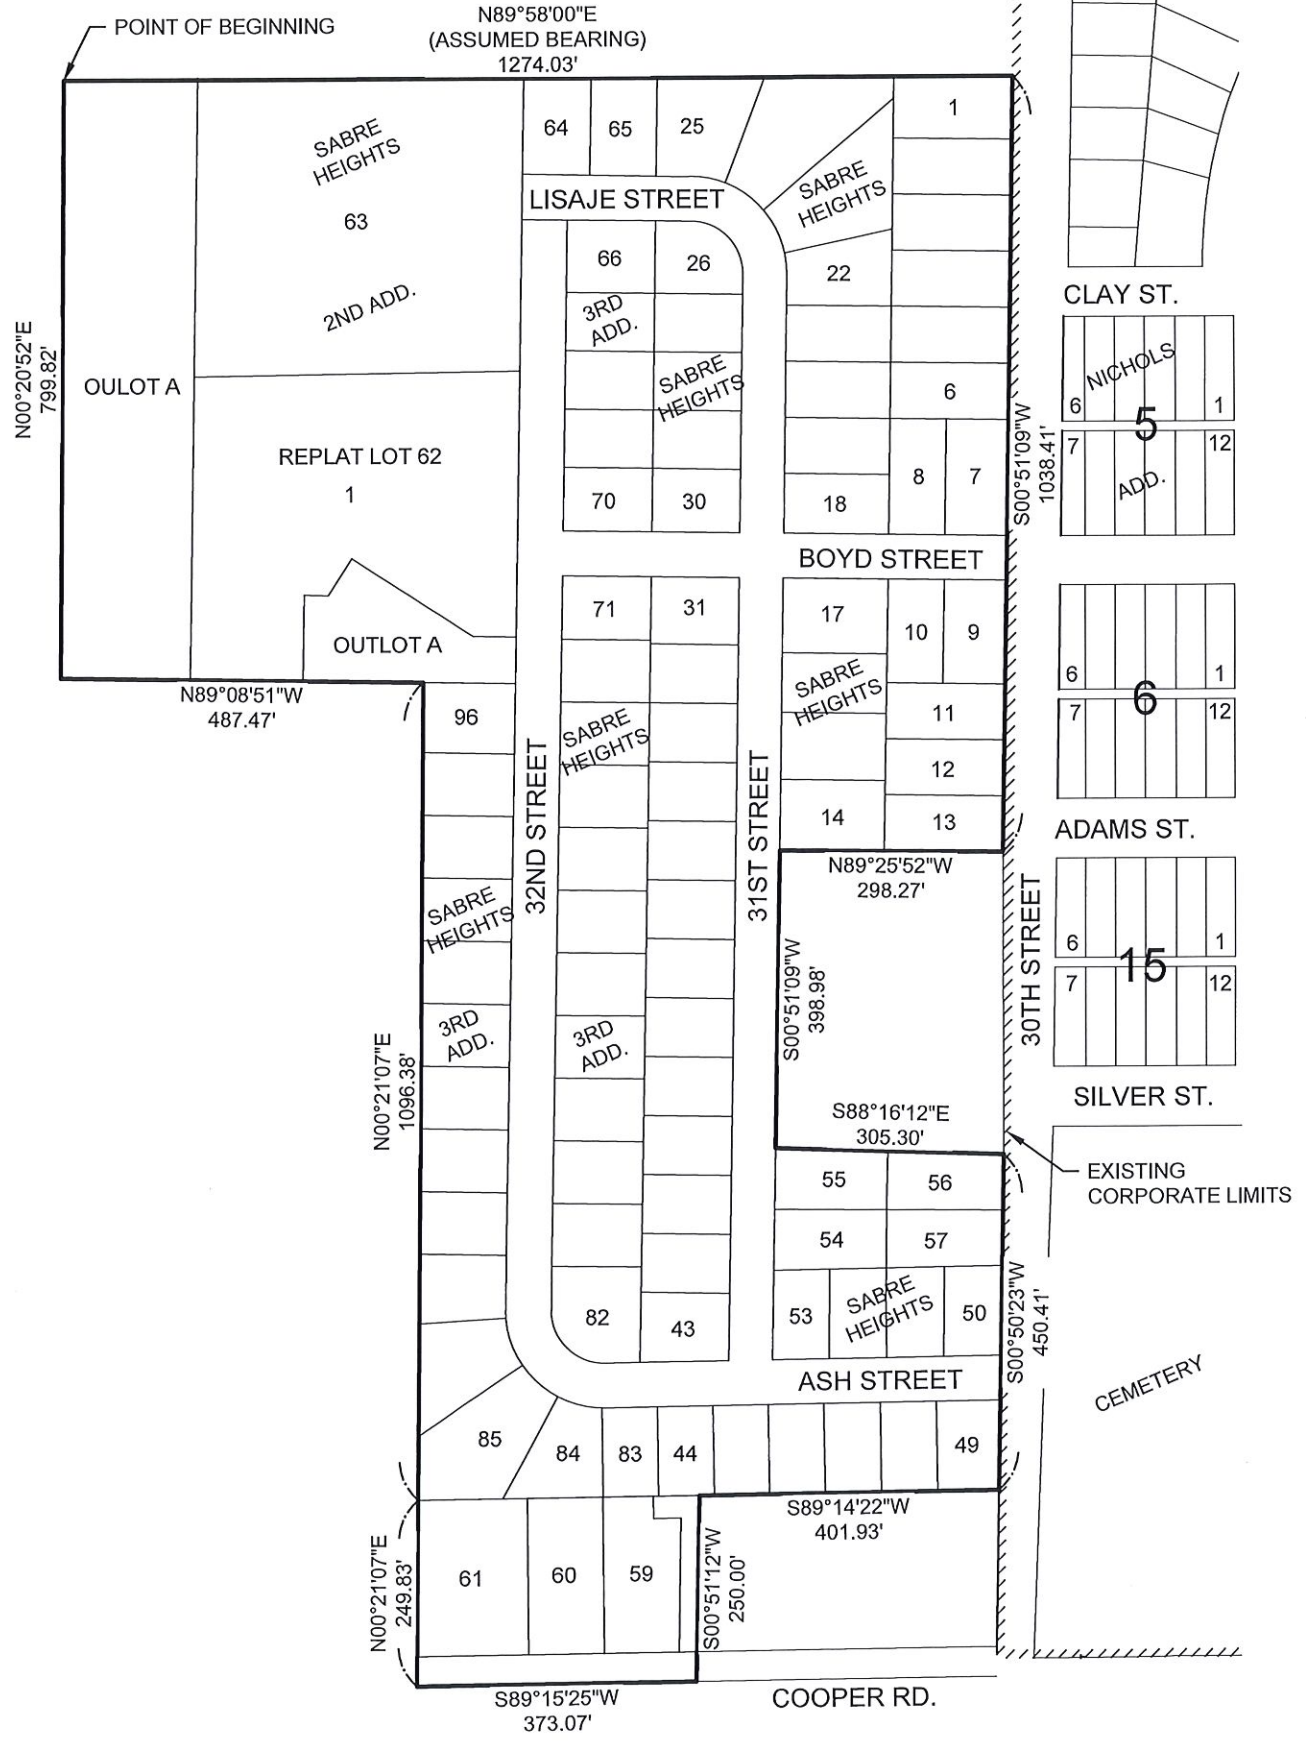 POINT OF BEGINNING
N89°58'00"E
(ASSUMED BEARING)
1274.03'
SABRE
HEIGHTS
63
2ND ADD.
64
65
25
1
LISAJE STREET
SABRE
HEIGHTS
66
26
22
3RD
ADD.
SABRE
HEIGHTS
CLAY ST.
N00°20'52"E
799.82'
OULOT A
REPLAT LOT 62
1
6
8
7
70
30
18
S00°51'09"W
1038.41'
NICHOLS
ADD.
6
1
5
7
12
BOYD STREET
71
31
17
10
9
OUTLOT A
SABRE
HEIGHTS
6
1
6
7
12
N89°08'51"W
487.47'
96
SABRE
HEIGHTS
11
12
14
13
32ND STREET
31ST STREET
ADAMS ST.
N89°25'52"W
298.27'
SABRE
HEIGHTS
30TH STREET
6
1
15
7
12
S00°51'09"W
398.98'
3RD
ADD.
3RD
ADD.
N00°21'07"E
1096.38'
SILVER ST.
S88°16'12"E
305.30'
55
56
EXISTING
CORPORATE LIMITS
54
57
82
43
53
SABRE
HEIGHTS
50
S00°50'23"W
450.41'
ASH STREET
CEMETERY
85
84
83
44
49
S89°14'22"W
401.93'
N00°21'07"E
249.83'
61
60
59
S00°51'12"W
250.00'
S89°15'25"W
373.07'
COOPER RD.